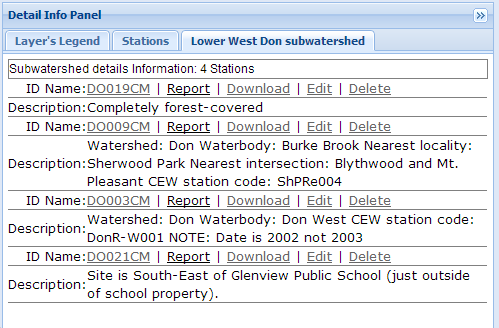 Detail Info Panel
Layer's Legend Stations Lower West Don subwatershed
Subwatershed details Information: 4 Stations
ID Name:DO019CM | Report | Download | Edit | Delete
Description:Completely forest-covered
ID Name:DO009CM | Report | Download | Edit | Delete
Watershed: Don Waterbody: Burke Brook Nearest locality:
Description:Sherwood Park Nearest intersection: Blythwood and Mt.
Pleasant CEW station code: ShPRe004
ID Name:DO003CM | Report | Download | Edit | Delete
Watershed: Don Waterbody: Don West CEW station code:
Description:DonR-W001 NOTE: Date is 2002 not 2003
ID Name:DO021CM | Report | Download | Edit | Delete
Description:Site is South-East of Glenview Public School (just outside
of school property).